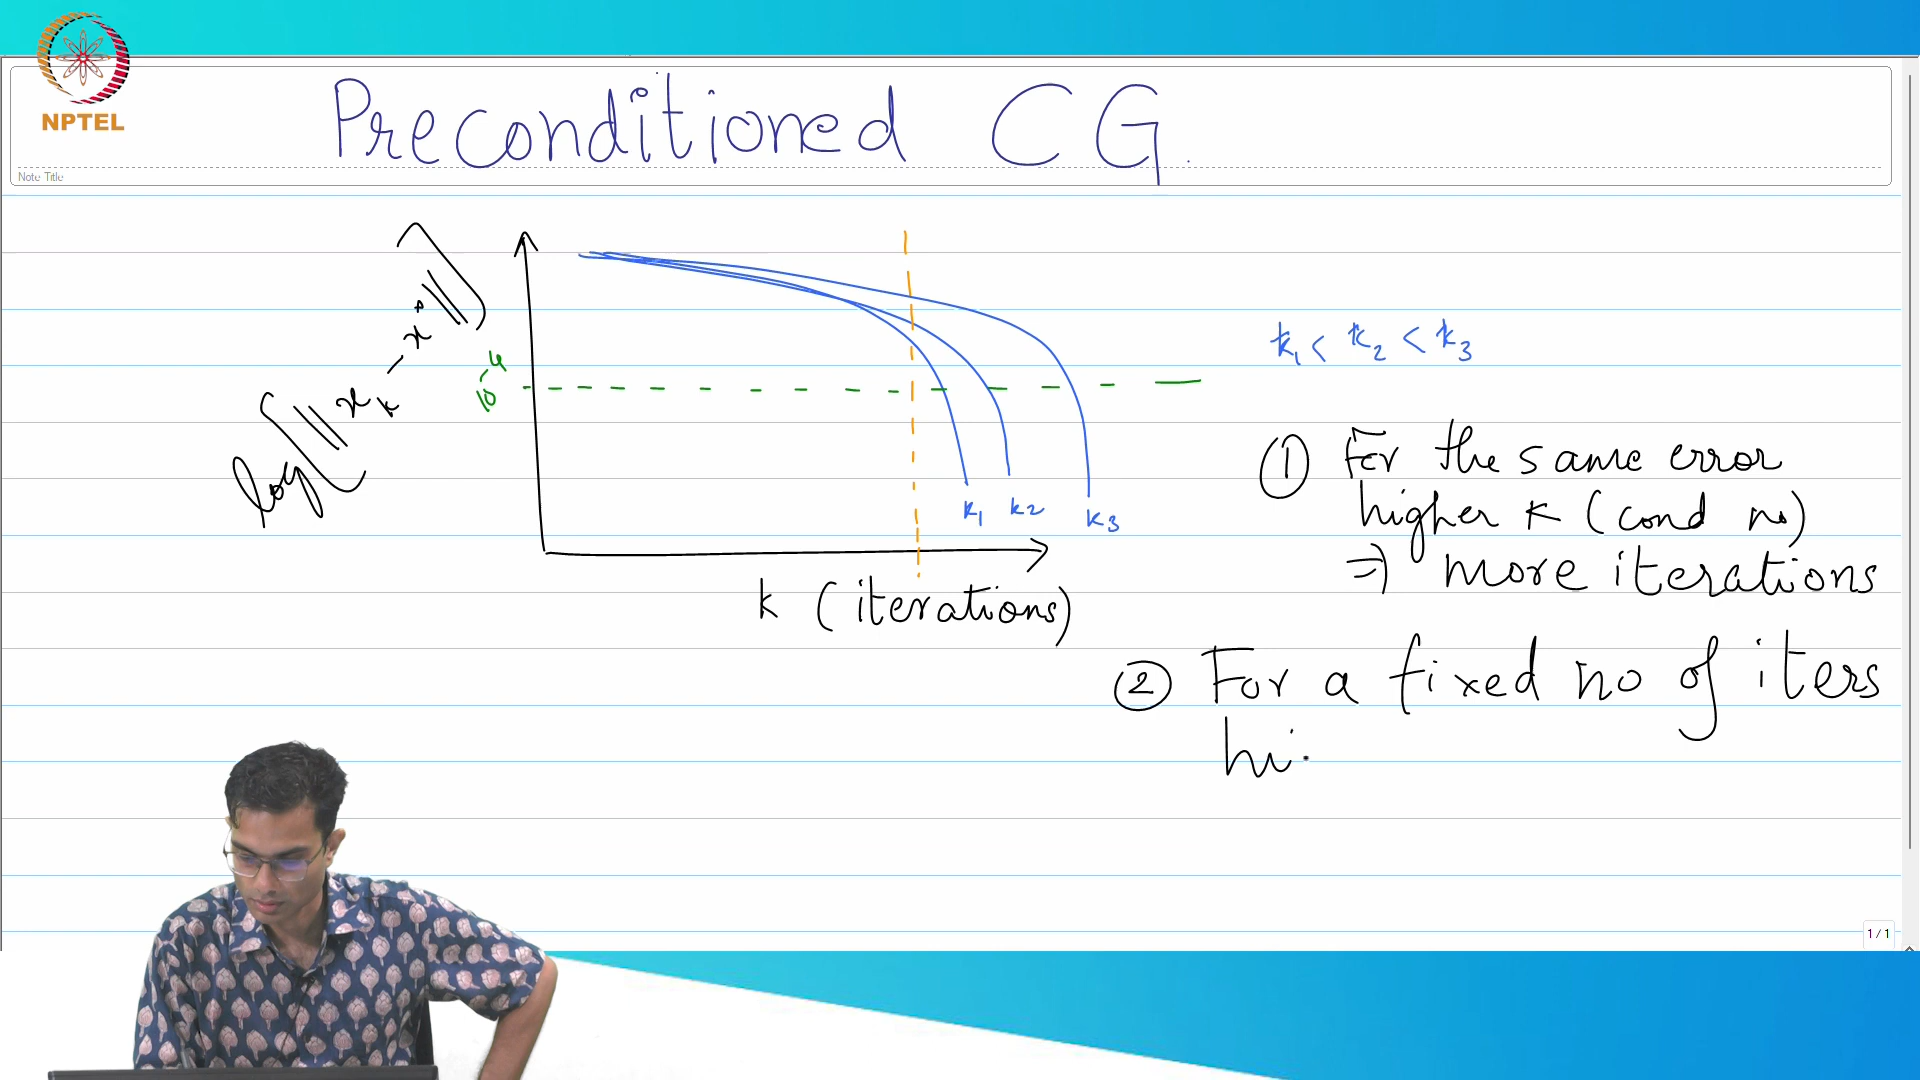 NPTEL
Preconditioned CG
Note Title
log[||x_k - x*||]
10^-4
κ1 κ2 κ3
k (iterations)
κ1 < κ2 < κ3
① For the same error
higher κ (cond no)
⇒ more iterations
② For a fixed no of iters
hi
1 / 1